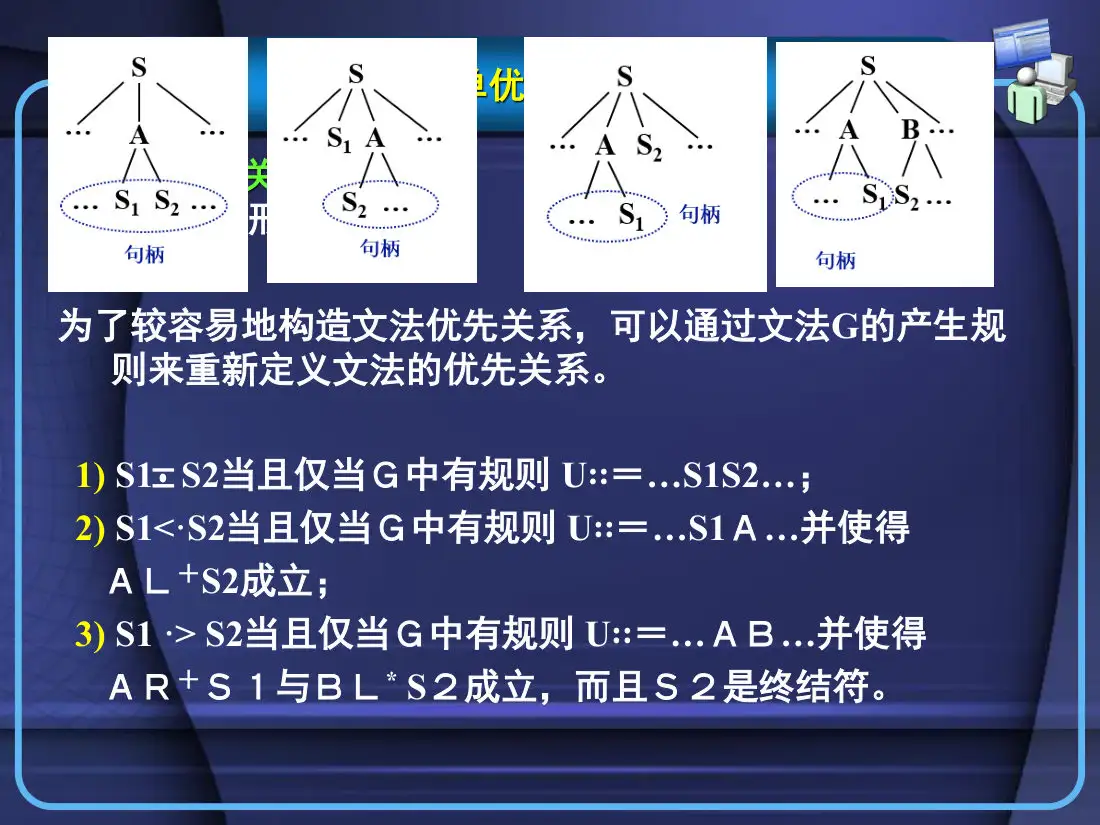 单优
S
… A …
… S₁ S₂ …
句柄
S
… S₁ A …
S₂ …
句柄
S
… A S₂ …
… S₁
句柄
S
… A B …
… S₁ S₂ …
句柄
关
形
为了较容易地构造文法优先关系，可以通过文法G的产生规
则来重新定义文法的优先关系。
1) S1≖S2当且仅当Ｇ中有规则 U∷＝…S1S2…；
2) S1<·S2当且仅当Ｇ中有规则 U∷＝…S1Ａ…并使得
ＡＬ⁺S2成立；
3) S1 ·> S2当且仅当Ｇ中有规则 U∷＝…ＡＢ…并使得
ＡＲ⁺Ｓ１与ＢＬ* S２成立，而且Ｓ２是终结符。